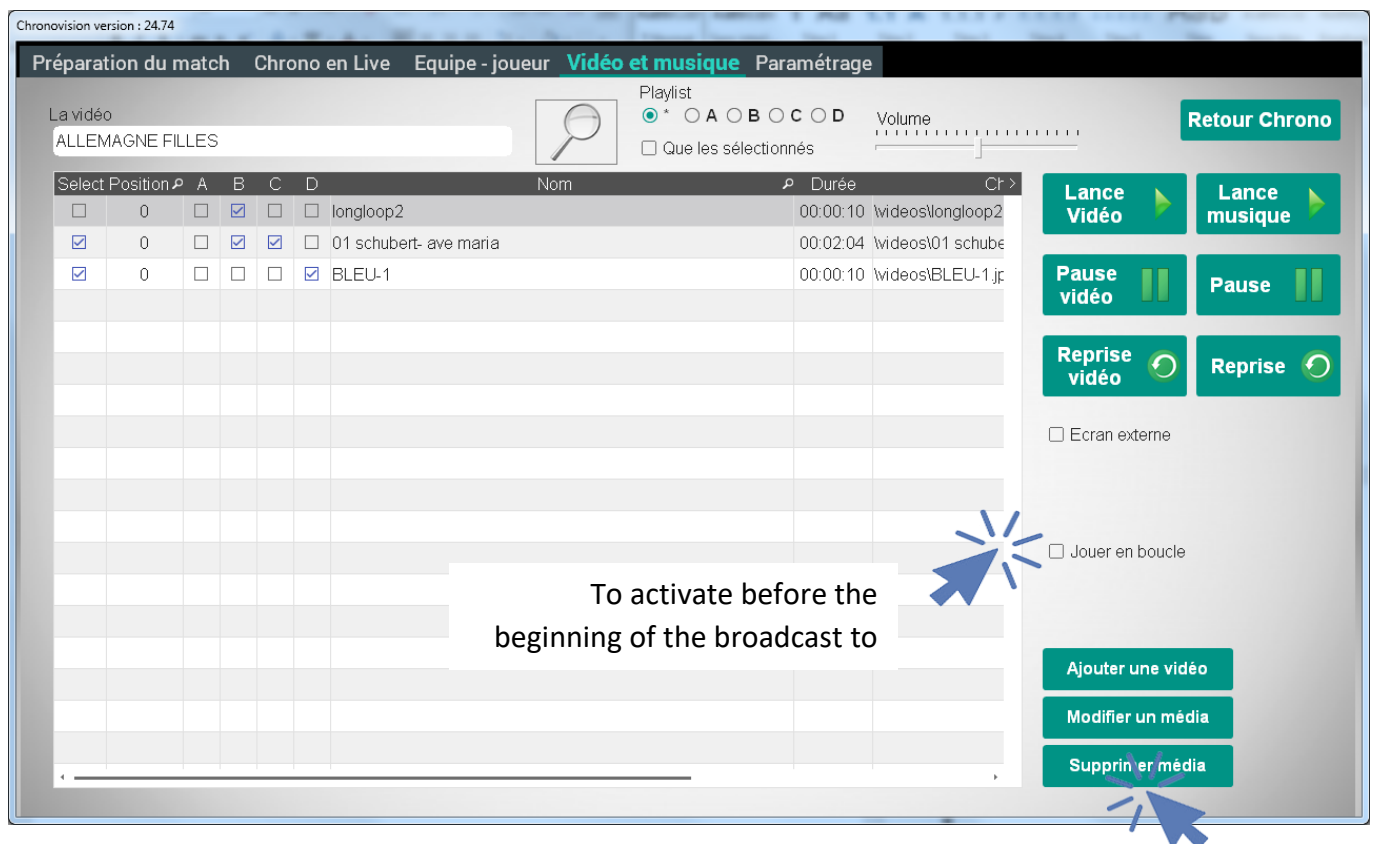 Chronovision version : 24.74
Préparation du match Chrono en Live Equipe - joueur Vidéo et musique Paramétrage
La vidéo
ALLEMAGNE FILLES
Playlist
* A B C D
Que les sélectionnés
Volume
Retour Chrono
Select Position A B C D Nom Durée Ch
0 longloop2 00:00:10 \videos\longloop2
0 01 schubert- ave maria 00:02:04 \videos\01 schube
0 BLEU-1 00:00:10 \videos\BLEU-1.jp
Lance
Vidéo
Lance
musique
Pause
vidéo
Pause
Reprise
vidéo
Reprise
Ecran externe
Jouer en boucle
To activate before the
beginning of the broadcast to
Ajouter une vidéo
Modifier un média
Supprimer média